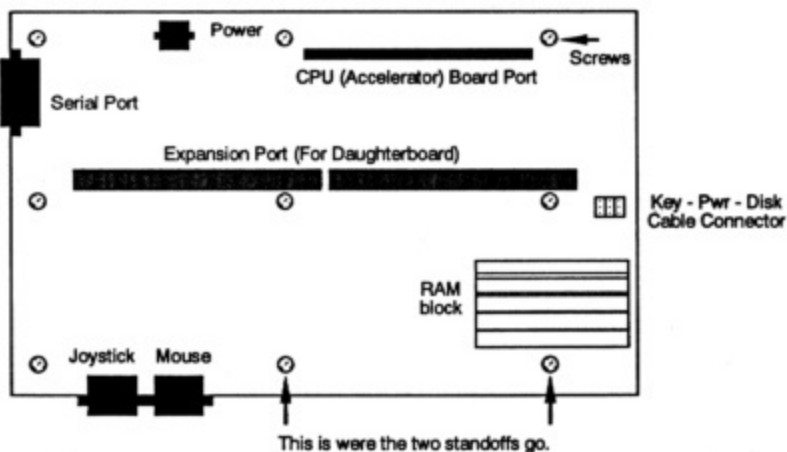 Power
Screws
CPU (Accelerator) Board Port
Serial Port
Expansion Port (For Daughterboard)
Key - Pwr - Disk
Cable Connector
RAM
block
Joystick Mouse
This is were the two standoffs go.